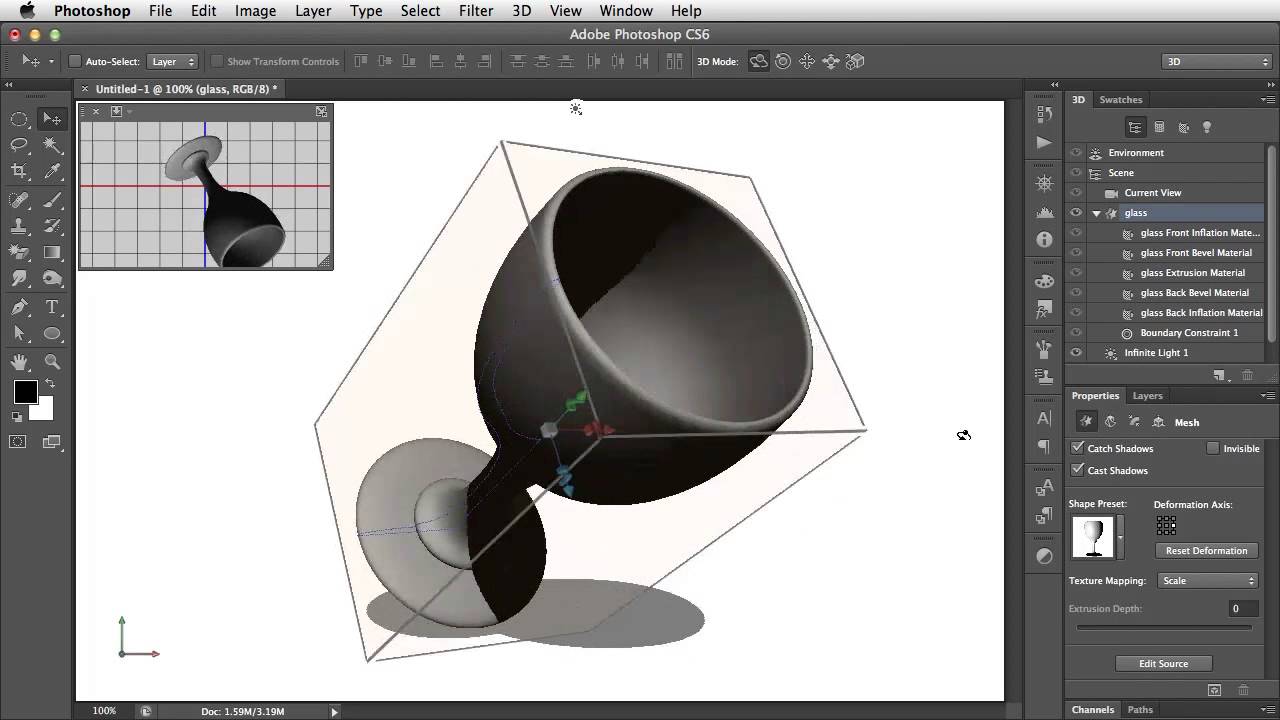 Photoshop File Edit Image Layer Type Select Filter 3D View Window Help
Adobe Photoshop CS6
Auto-Select: Layer Show Transform Controls 3D Mode: 3D
Untitled-1 @ 100% (glass, RGB/8) *
3D Swatches
Environment
Scene
Current View
glass
glass Front Inflation Mate...
glass Front Bevel Material
glass Extrusion Material
glass Back Bevel Material
glass Back Inflation Material
Boundary Constraint 1
Infinite Light 1
Properties Layers
Mesh
Catch Shadows Invisible
Cast Shadows
Shape Preset: Deformation Axis:
Reset Deformation
Texture Mapping: Scale
Extrusion Depth: 0
Edit Source
100% Doc: 1.59M/3.19M
Channels Paths